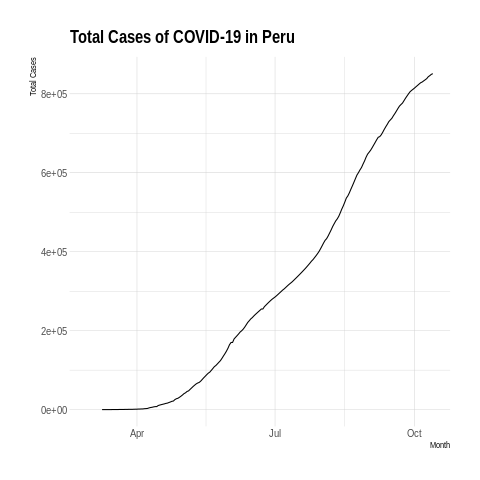 Total Cases of COVID-19 in Peru
Total Cases
8e+05
6e+05
4e+05
2e+05
0e+00
Apr Jul Oct
Month